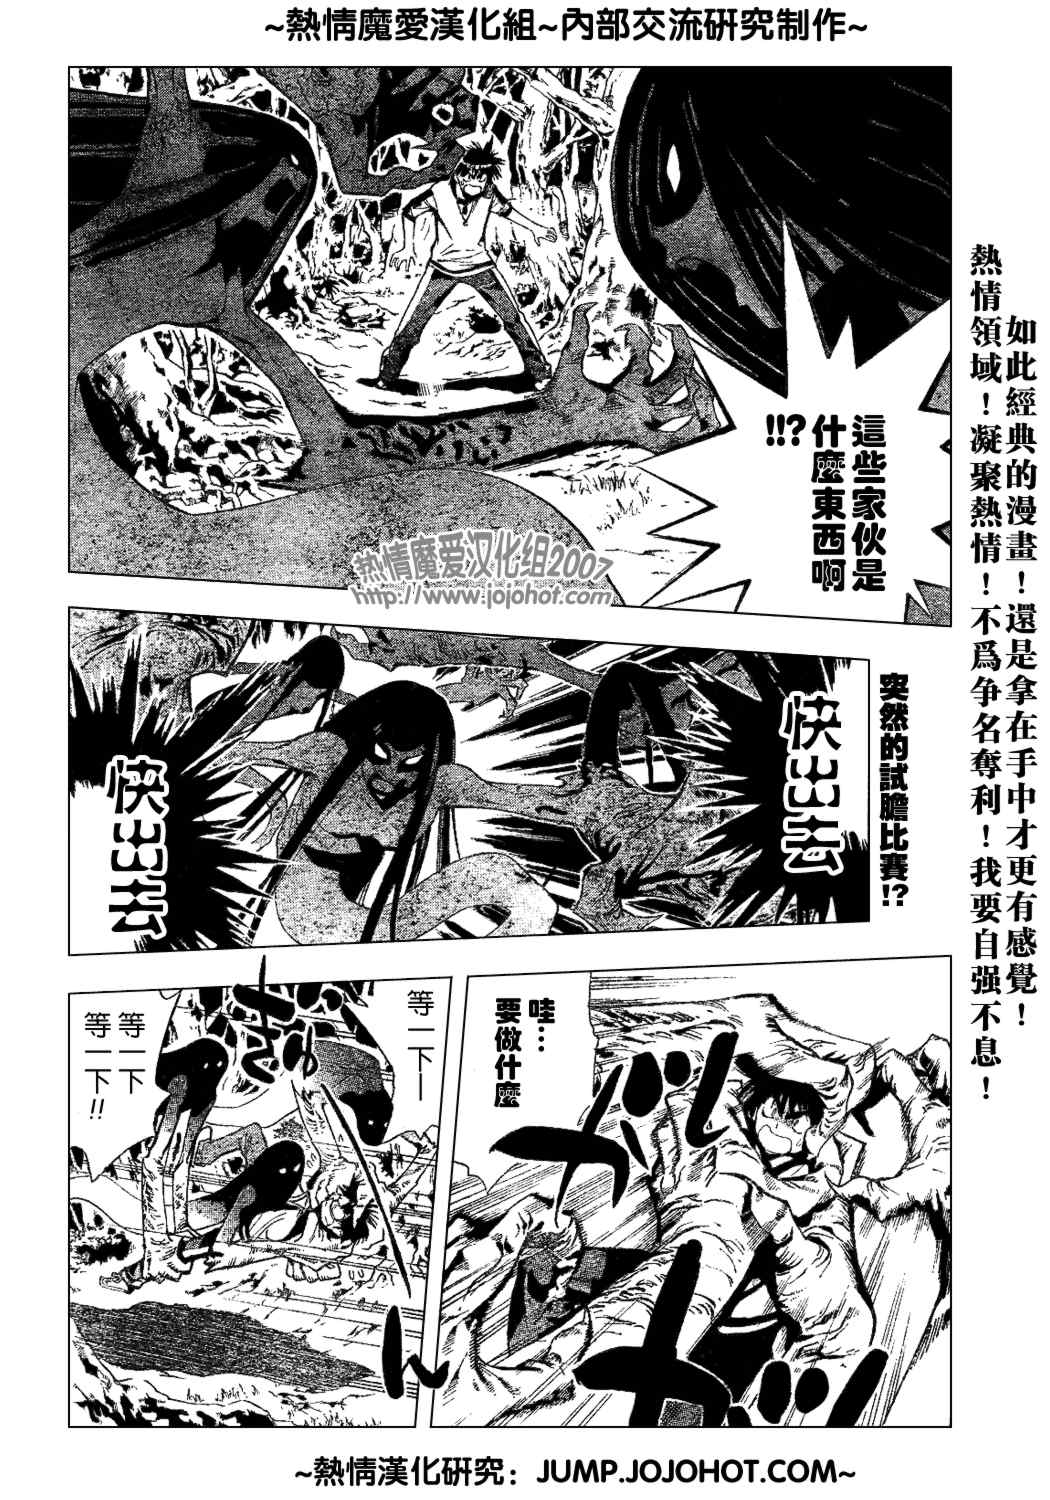 ~熱情魔愛漢化組~內部交流研究制作~
如此經典的漫畫！還是拿在手中才更有感覺！
熱情領域！凝聚熱情！不爲争名奪利！我要自强不息！
這些家伙是
什麼東西啊
!!?
熱情魔爱汉化组2007
http://www.jojohot.com
突然的試膽比賽!?
快出去
快出去
哇…
要做什麼
等一下—
等一下
等一下!!
~熱情漢化研究：JUMP.JOJOHOT.COM~